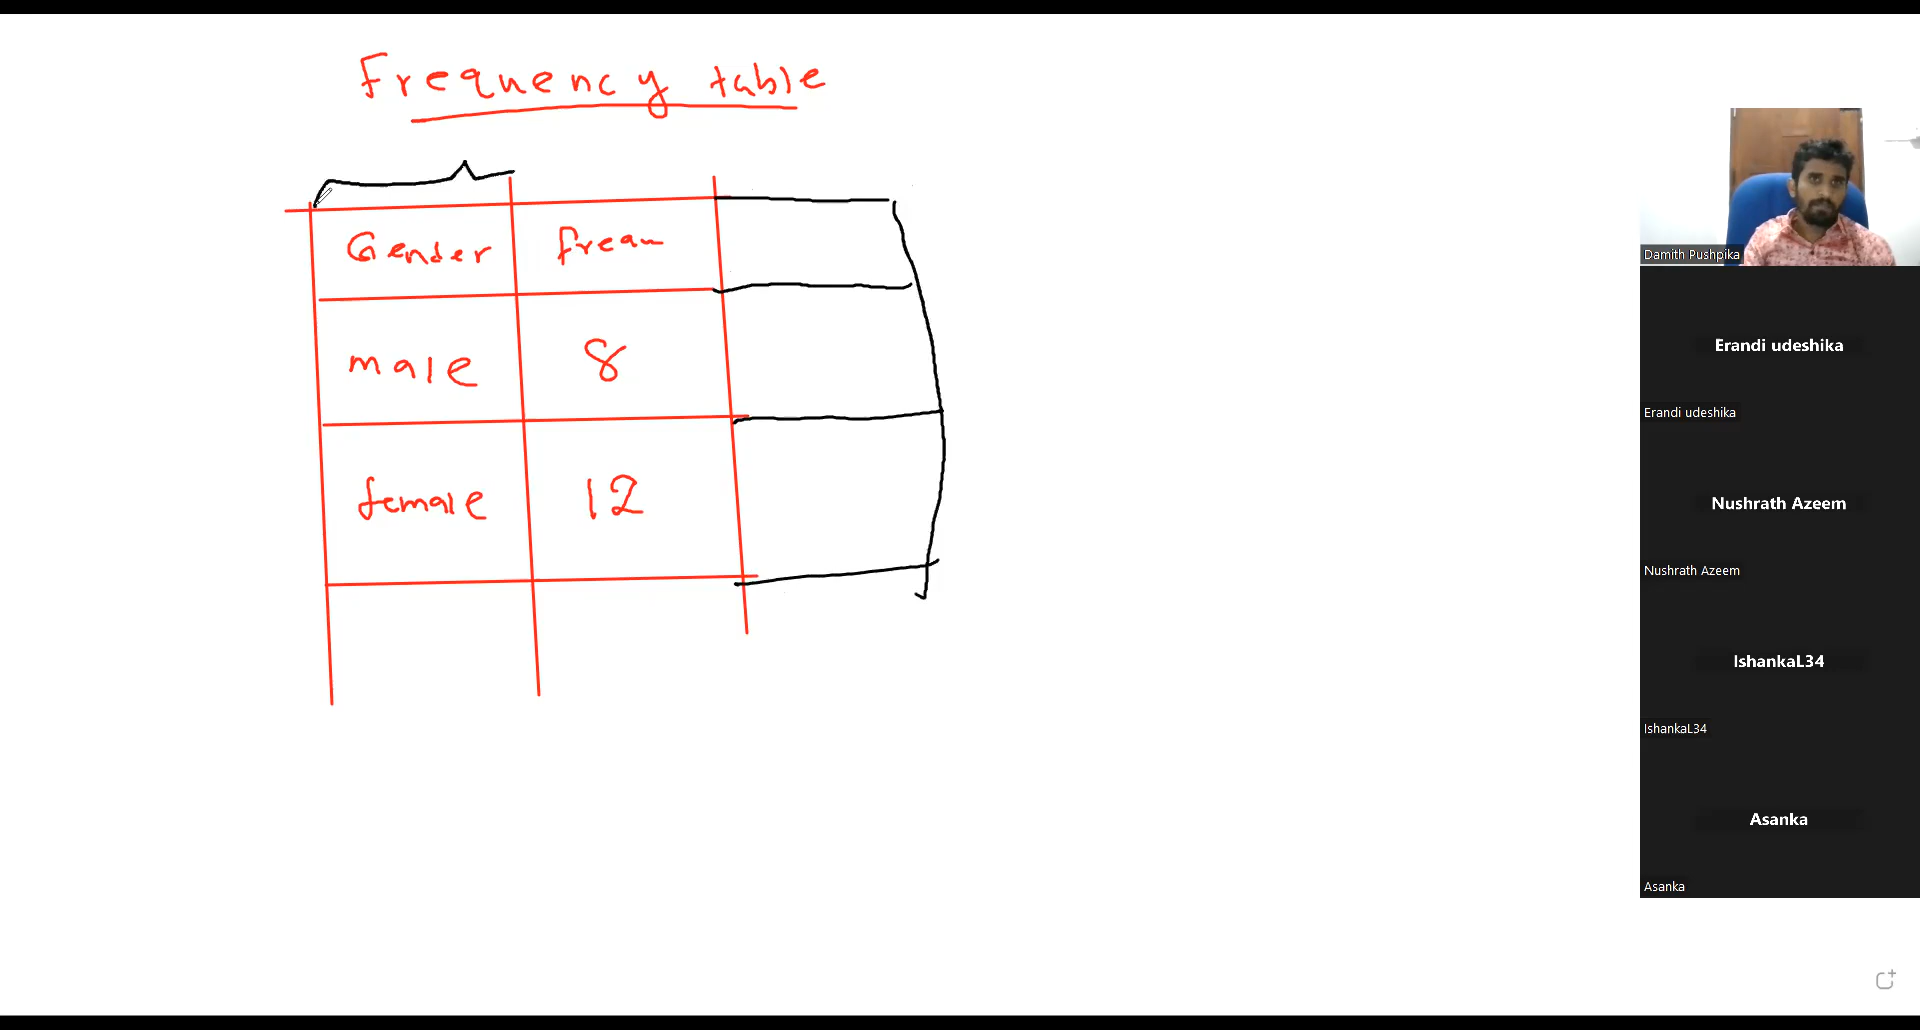 Frequency table
Gender
male 8
female 12
Damith Pushpika
Erandi udeshika
Erandi udeshika
Nushrath Azeem
Nushrath Azeem
IshankaL34
IshankaL34
Asanka
Asanka